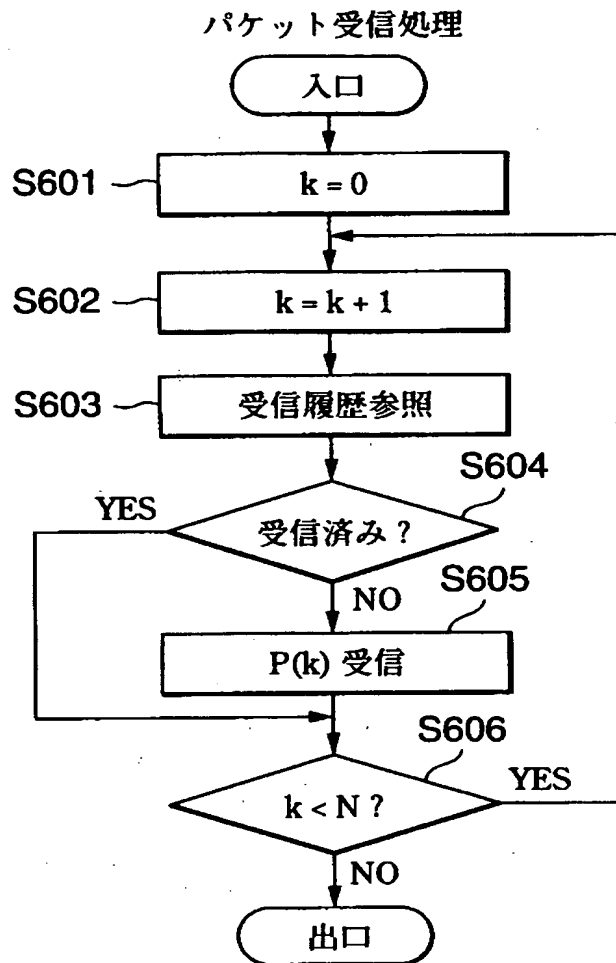 パケット受信処理
入口
S601
k = 0
S602
k = k + 1
S603
受信履歴参照
S604
YES
受信済み?
NO
S605
P(k) 受信
S606
k < N ?
YES
NO
出口